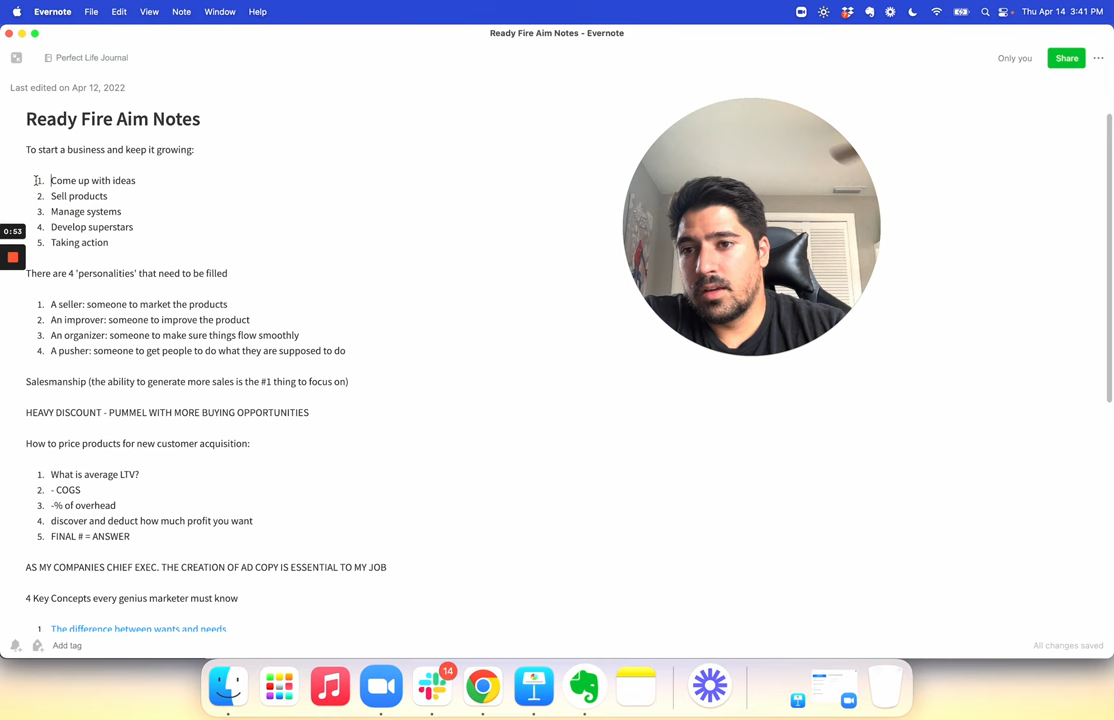 Evernote File Edit View Note Window Help Thu Apr 14 3:41 PM
Ready Fire Aim Notes - Evernote
Perfect Life Journal Only you Share
Last edited on Apr 12, 2022
Ready Fire Aim Notes
To start a business and keep it growing:
1. Come up with ideas
2. Sell products
3. Manage systems
4. Develop superstars
0:53
5. Taking action
There are 4 'personalities' that need to be filled
1. A seller: someone to market the products
2. An improver: someone to improve the product
3. An organizer: someone to make sure things flow smoothly
4. A pusher: someone to get people to do what they are supposed to do
Salesmanship (the ability to generate more sales is the #1 thing to focus on)
HEAVY DISCOUNT - PUMMEL WITH MORE BUYING OPPORTUNITIES
How to price products for new customer acquisition:
1. What is average LTV?
2. - COGS
3. -% of overhead
4. discover and deduct how much profit you want
5. FINAL # = ANSWER
AS MY COMPANIES CHIEF EXEC. THE CREATION OF AD COPY IS ESSENTIAL TO MY JOB
4 Key Concepts every genius marketer must know
1. The difference between wants and needs
Add tag All changes saved
14